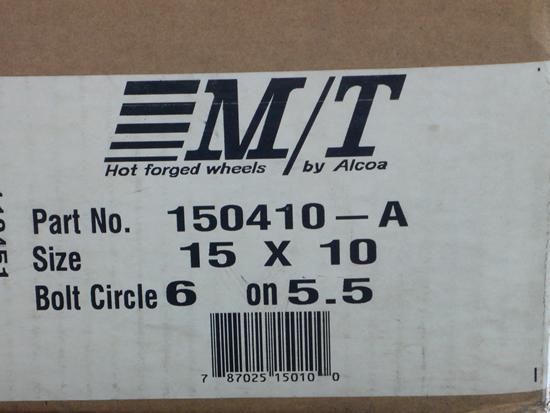 M/T
Hot forged wheels by Alcoa
Part No. 150410-A
Size 15 X 10
Bolt Circle 6 on 5.5
7 87025 15010 0